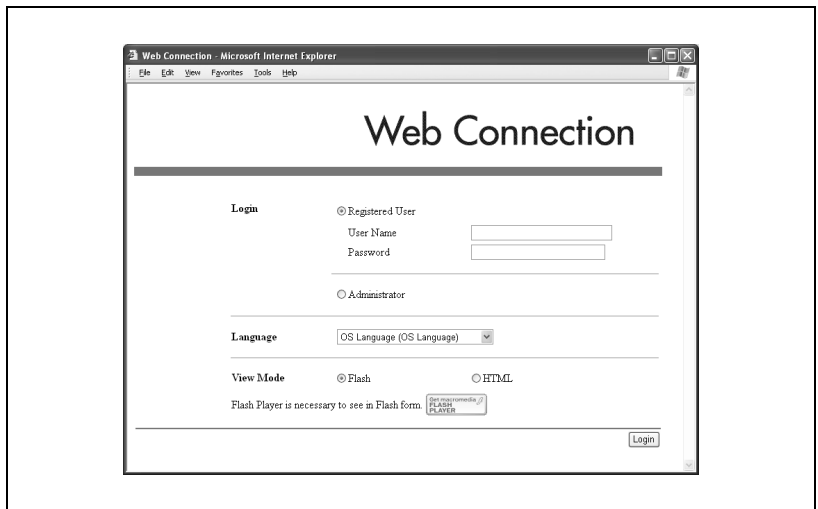 Web Connection - Microsoft Internet Explorer
File Edit View Favorites Tools Help
Web Connection
Login
Registered User
User Name
Password
Administrator
Language
OS Language (OS Language)
View Mode
Flash
HTML
Flash Player is necessary to see in Flash form.
Get macromedia
FLASH
PLAYER
Login